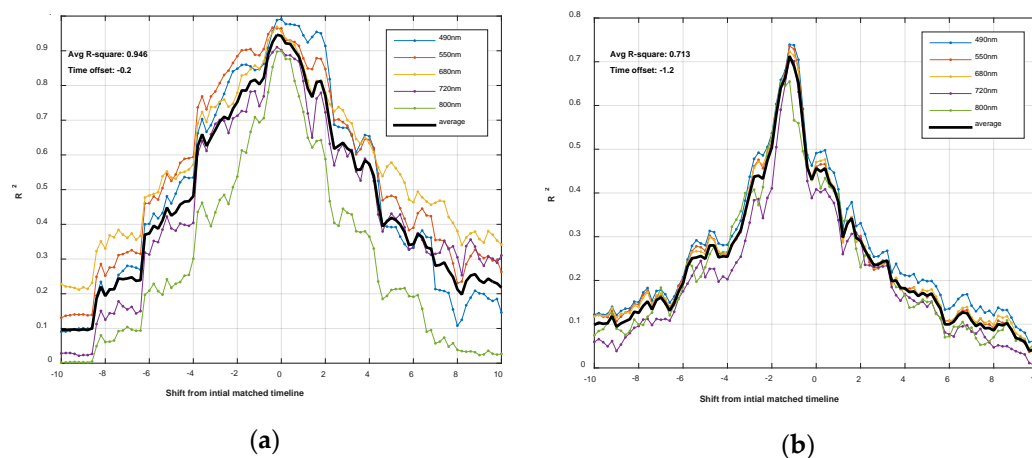 Avg R-square: 0.946
Time offset: -0.2
490nm
550nm
680nm
720nm
800nm
average
1
0.9
0.8
0.7
0.6
0.5
0.4
0.3
0.2
0.1
0
R ²
-10 -8 -6 -4 -2 0 2 4 6 8 10
Shift from intial matched timeline
(a)
Avg R-square: 0.713
Time offset: -1.2
490nm
550nm
680nm
720nm
800nm
average
0.8
0.7
0.6
0.5
0.4
0.3
0.2
0.1
0
R ²
-10 -8 -6 -4 -2 0 2 4 6 8
Shift from intial matched timeline
(b)